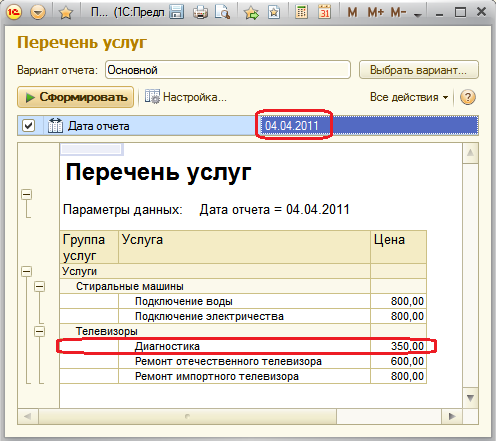 П... (1С:Предпр M M+ M-
Перечень услуг
Вариант отчета: Основной Выбрать вариант...
Сформировать Настройка... Все действия ?
Дата отчета 04.04.2011
Перечень услуг
Параметры данных: Дата отчета = 04.04.2011
Группа услуг Услуга Цена
Услуги
Стиральные машины
Подключение воды 800,00
Подключение электричества 800,00
Телевизоры
Диагностика 350,00
Ремонт отечественного телевизора 600,00
Ремонт импортного телевизора 800,00